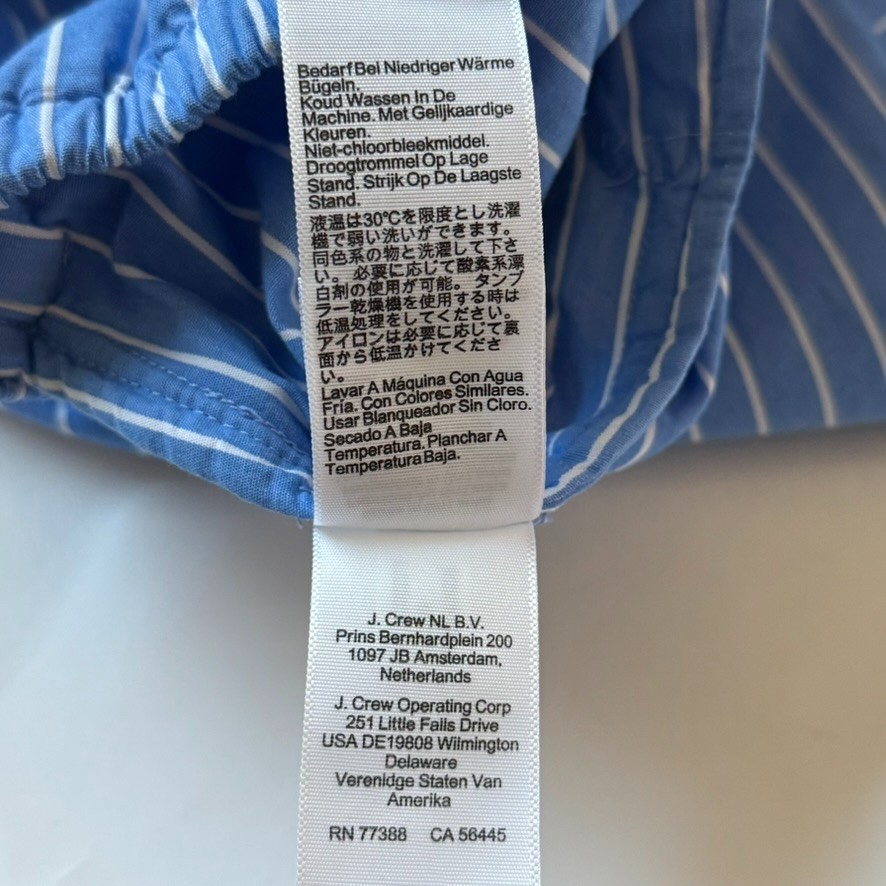 Bedarf Bei Niedriger Wärme
Bügeln.
Koud Wassen In De
Machine. Met Gelijkaardige
Kleuren.
Niet-chloorbleekmiddel.
Droogtrommel Op Lage
Stand. Strijk Op De Laagste
Stand.
液温は30℃を限度とし洗濯
機で弱い洗いができます。
同色系の物と洗濯して下さ
い。 必要に応じて酸素系漂
白剤の使用が可能。 タンブ
ラー乾燥機を使用する時は
低温処理をしてください。
アイロンは必要に応じて裏
面から低温かけてくださ
い。
Lavar A Máquina Con Agua
Fría. Con Colores Similares.
Usar Blanqueador Sin Cloro.
Secado A Baja
Temperatura. Planchar A
Temperatura Baja.
J. Crew NL B.V.
Prins Bernhardplein 200
1097 JB Amsterdam,
Netherlands
J. Crew Operating Corp
251 Little Falls Drive
USA DE19808 Wilmington
Delaware
Verenidge Staten Van
Amerika
RN 77388 CA 56445